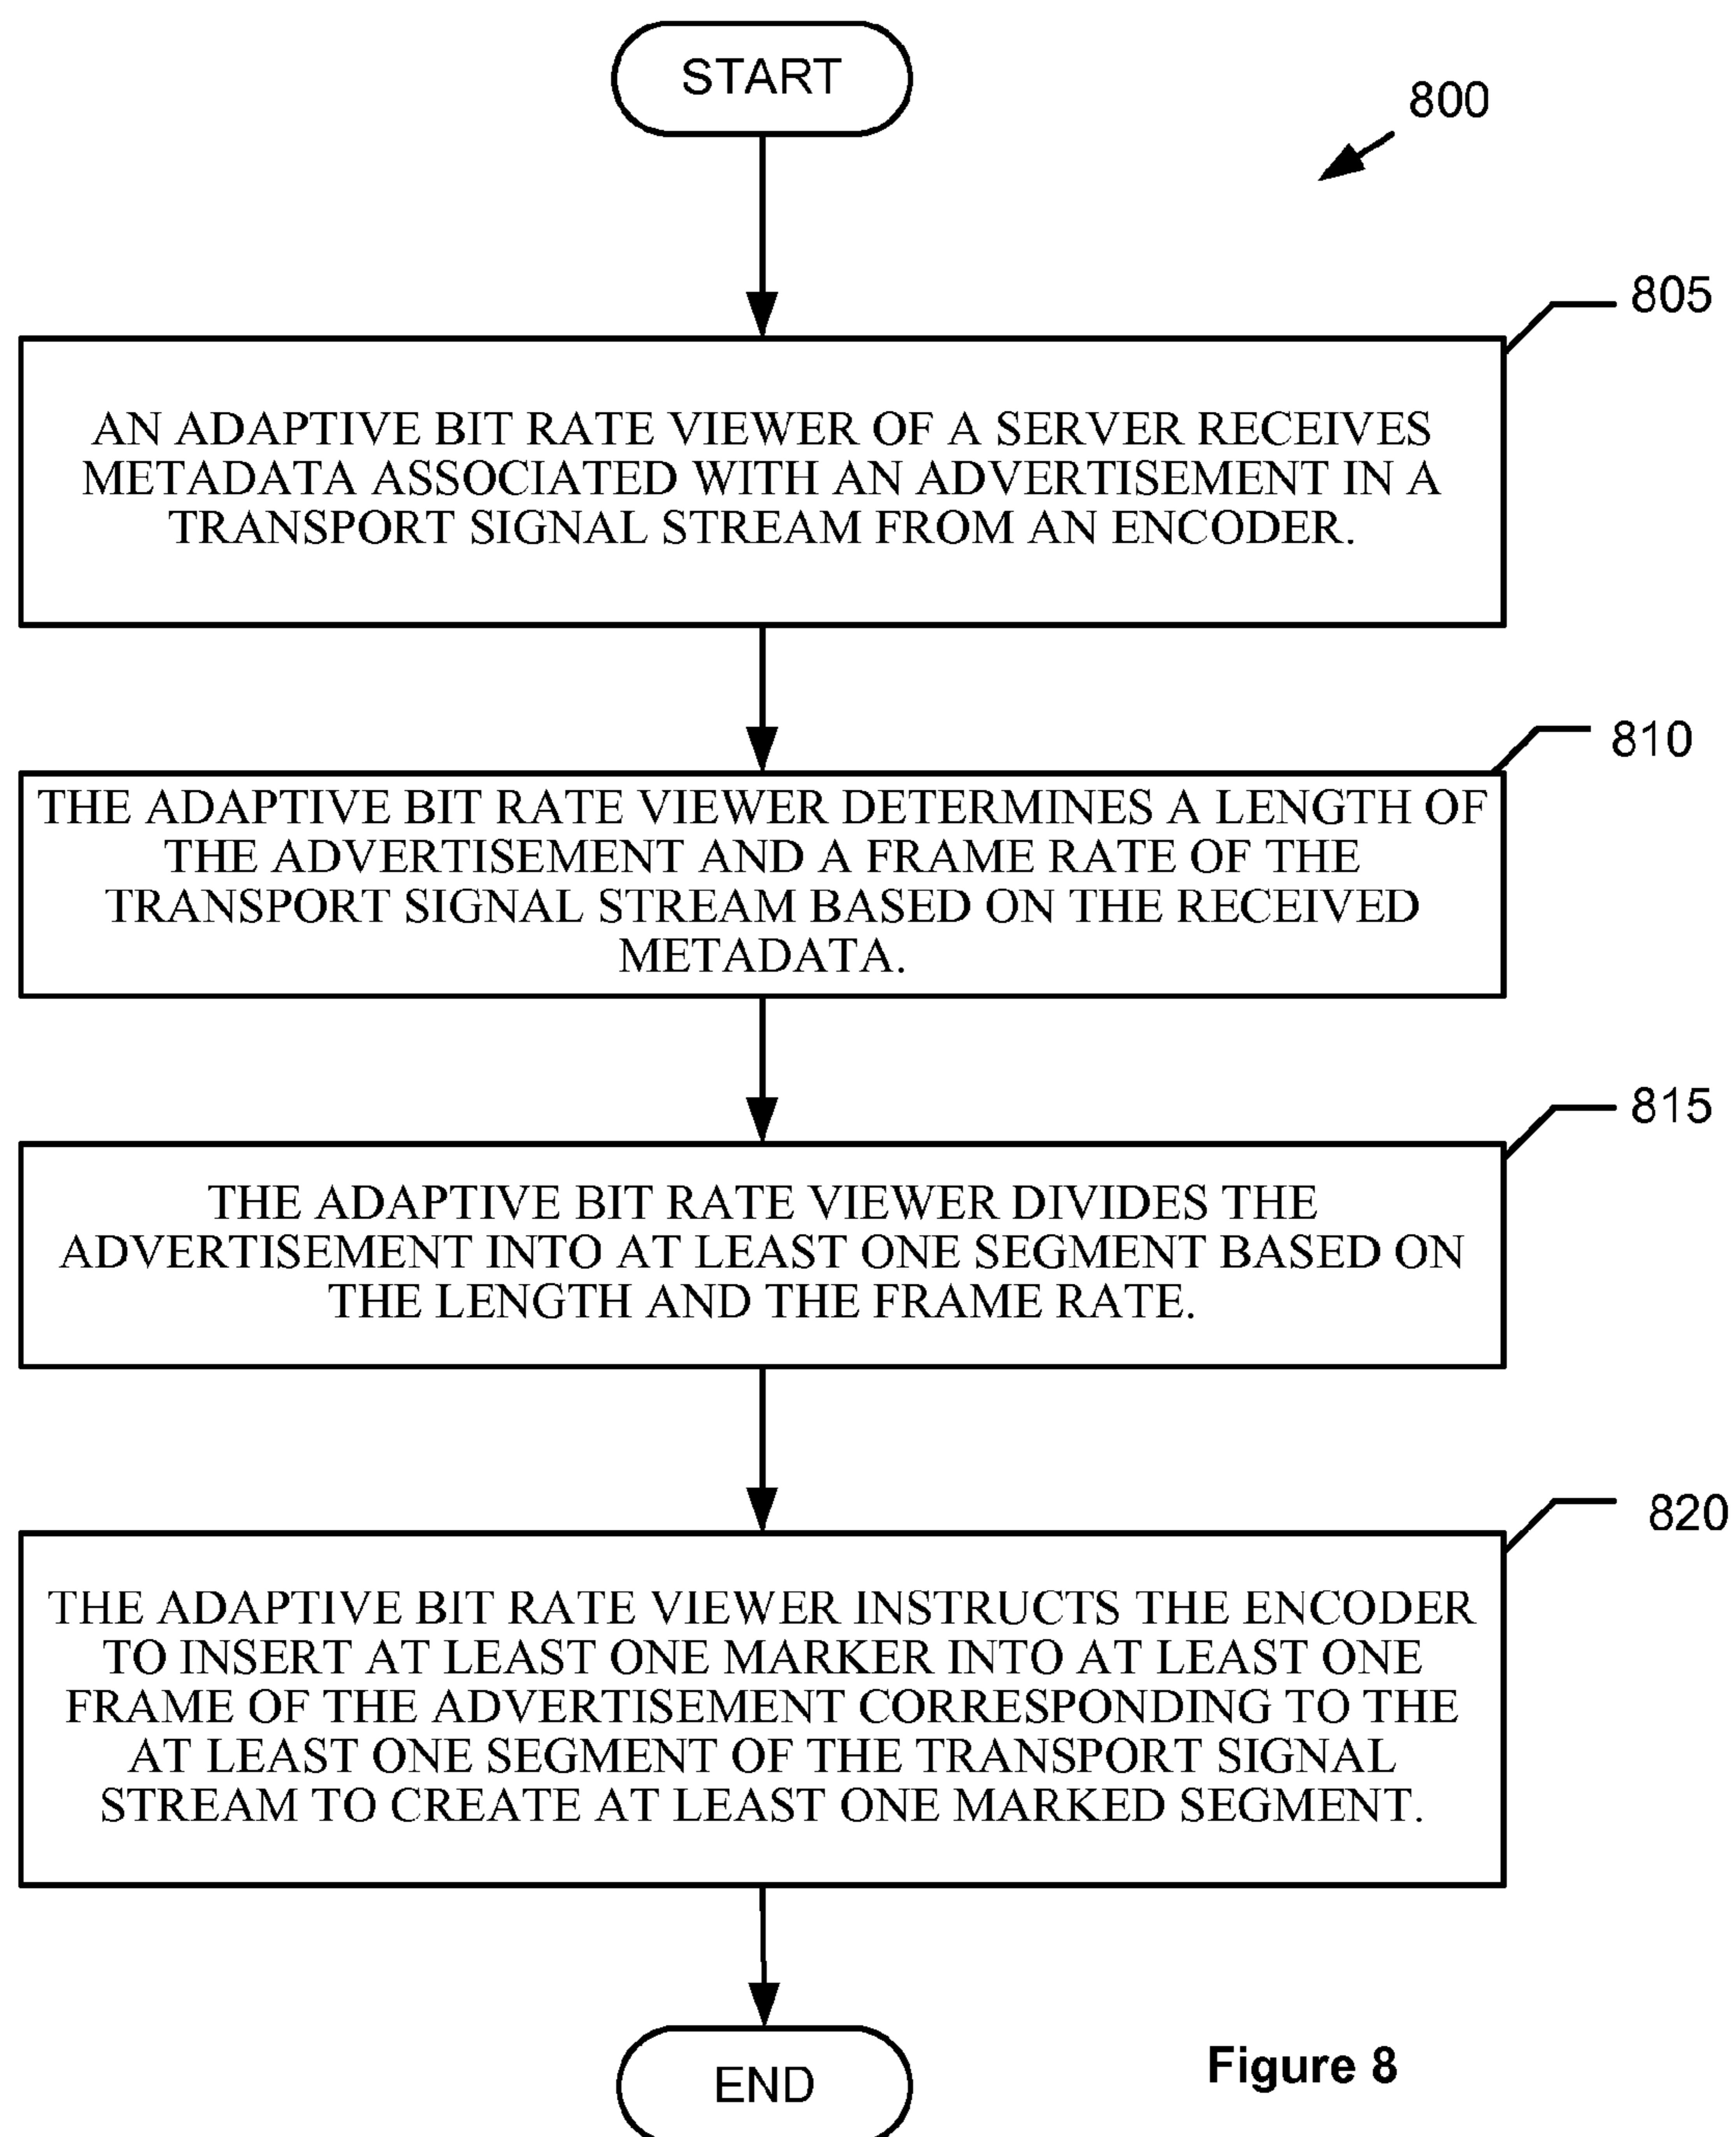 START
800
805
AN ADAPTIVE BIT RATE VIEWER OF A SERVER RECEIVES
METADATA ASSOCIATED WITH AN ADVERTISEMENT IN A
TRANSPORT SIGNAL STREAM FROM AN ENCODER.
810
THE ADAPTIVE BIT RATE VIEWER DETERMINES A LENGTH OF
THE ADVERTISEMENT AND A FRAME RATE OF THE
TRANSPORT SIGNAL STREAM BASED ON THE RECEIVED
METADATA.
815
THE ADAPTIVE BIT RATE VIEWER DIVIDES THE
ADVERTISEMENT INTO AT LEAST ONE SEGMENT BASED ON
THE LENGTH AND THE FRAME RATE.
820
THE ADAPTIVE BIT RATE VIEWER INSTRUCTS THE ENCODER
TO INSERT AT LEAST ONE MARKER INTO AT LEAST ONE
FRAME OF THE ADVERTISEMENT CORRESPONDING TO THE
AT LEAST ONE SEGMENT OF THE TRANSPORT SIGNAL
STREAM TO CREATE AT LEAST ONE MARKED SEGMENT.
END
Figure 8